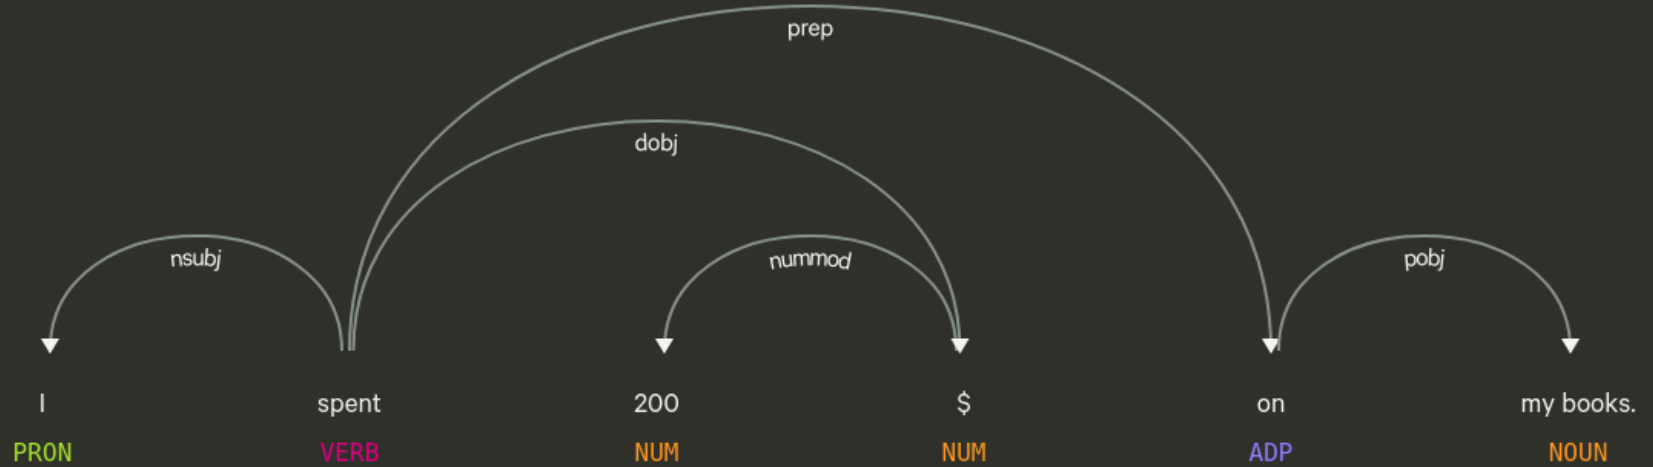 prep
dobj
nsubj nummod pobj
I spent 200 $ on my books.
PRON VERB NUM NUM ADP NOUN